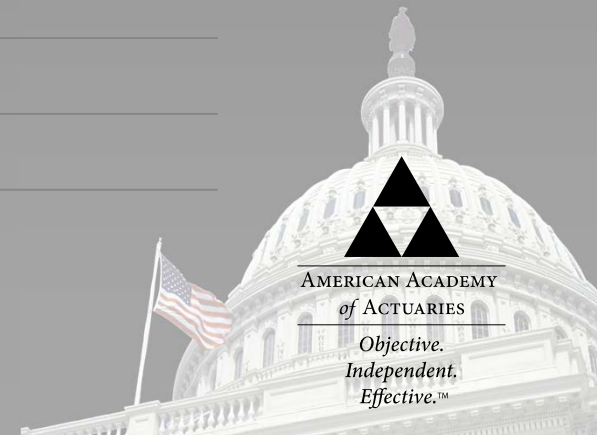 AMERICAN ACADEMY
of ACTUARIES
Objective.
Independent.
Effective.™